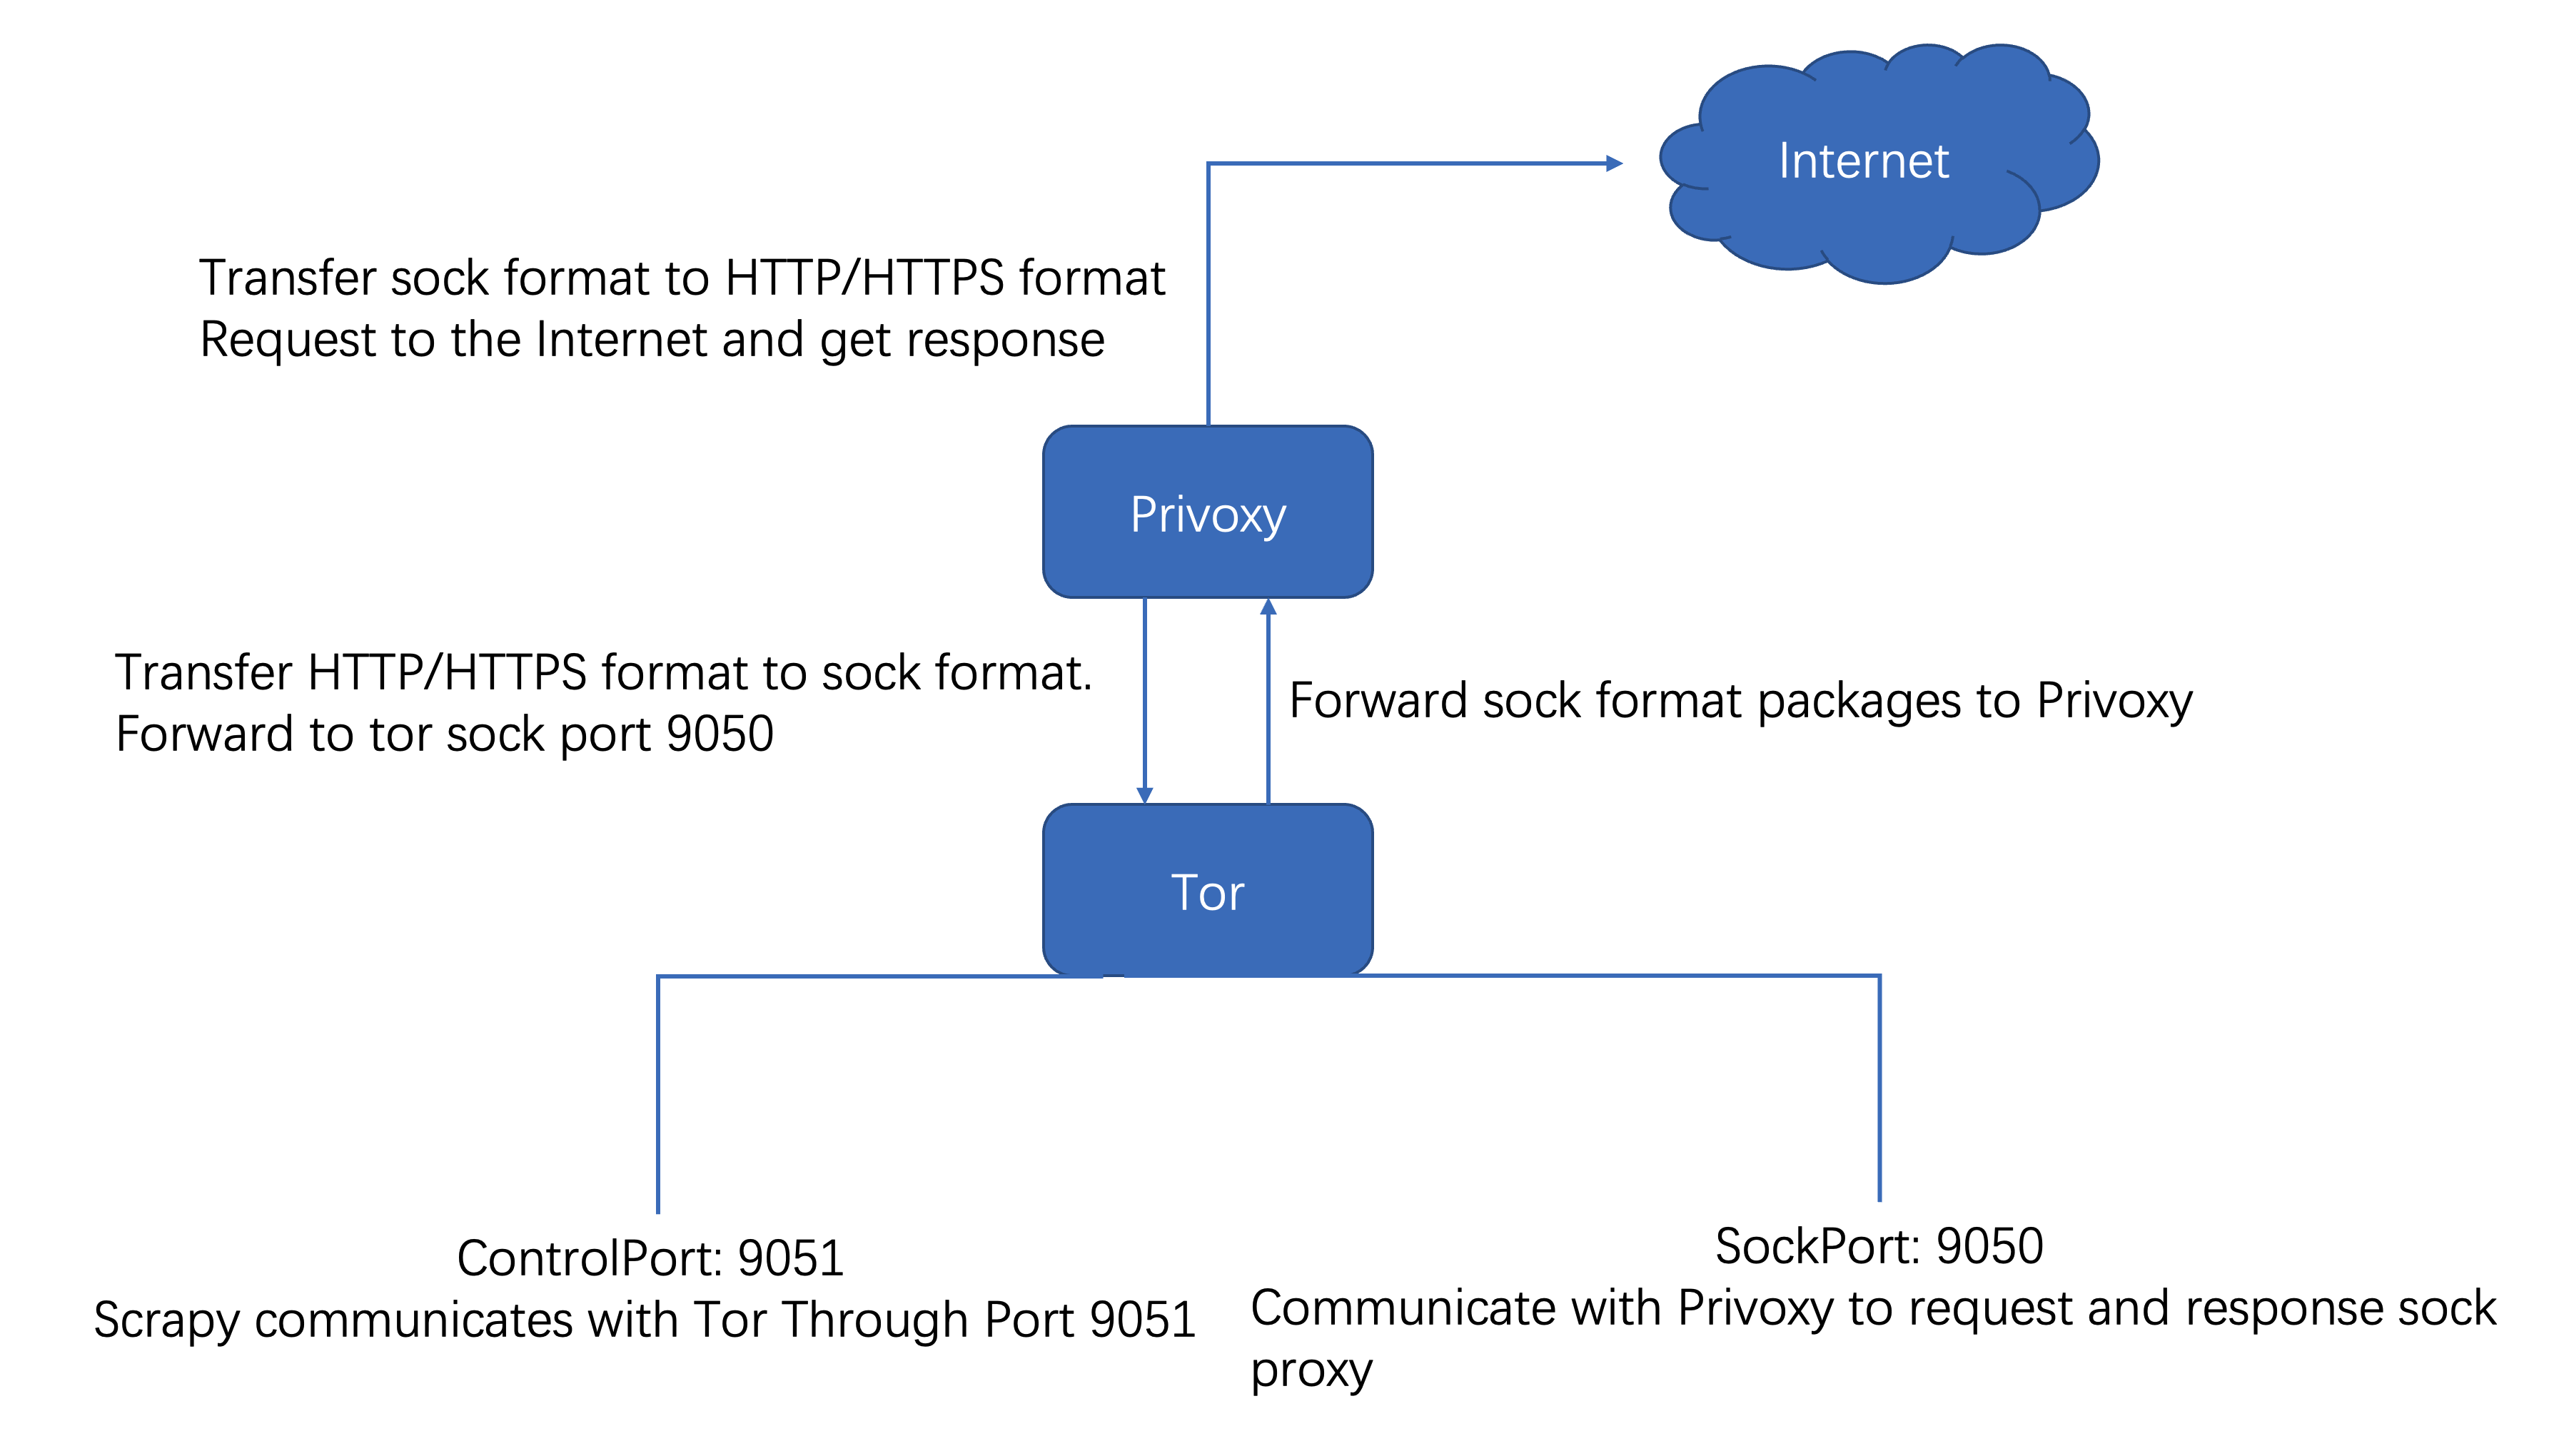 Internet
Transfer sock format to HTTP/HTTPS format
Request to the Internet and get response
Privoxy
Transfer HTTP/HTTPS format to sock format.
Forward to tor sock port 9050
Forward sock format packages to Privoxy
Tor
ControlPort: 9051
Scrapy communicates with Tor Through Port 9051
SockPort: 9050
Communicate with Privoxy to request and response sock
proxy